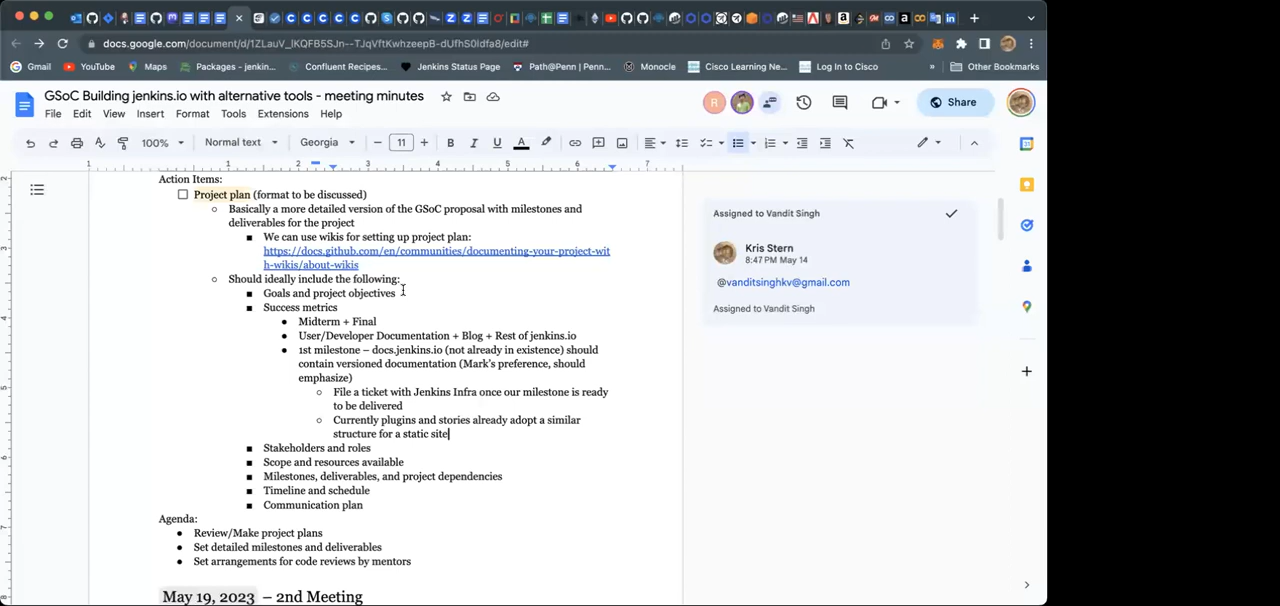 docs.google.com/document/d/1ZLauV_lKQFB5SJn--TJqVftKwhzeepB-dUfhS0Idfa8/edit#
Gmail YouTube Maps Packages - jenkin... Confluent Recipes... Jenkins Status Page Path@Penn | Penn... Monocle Cisco Learning Ne... Log In to Cisco » Other Bookmarks
GSoC Building jenkins.io with alternative tools - meeting minutes
R
Share
File Edit View Insert Format Data Tools Extensions Help
100% Normal text Georgia 11
1 1 2 3 4 5 6 7
Action Items:
Project plan (format to be discussed)
Basically a more detailed version of the GSoC proposal with milestones and
deliverables for the project
We can use wikis for setting up project plan:
https://docs.github.com/en/communities/documenting-your-project-wit
h-wikis/about-wikis
Should ideally include the following:
Goals and project objectives
Success metrics
Midterm + Final
User/Developer Documentation + Blog + Rest of jenkins.io
1st milestone – docs.jenkins.io (not already in existence) should
contain versioned documentation (Mark's preference, should
emphasize)
File a ticket with Jenkins Infra once our milestone is ready
to be delivered
Currently plugins and stories already adopt a similar
structure for a static site
Stakeholders and roles
Scope and resources available
Milestones, deliverables, and project dependencies
Timeline and schedule
Communication plan
Agenda:
Review/Make project plans
Set detailed milestones and deliverables
Set arrangements for code reviews by mentors
May 19, 2023 – 2nd Meeting
Assigned to Vandit Singh
Kris Stern
8:47 PM May 14
@vanditsinghkv@gmail.com
Assigned to Vandit Singh